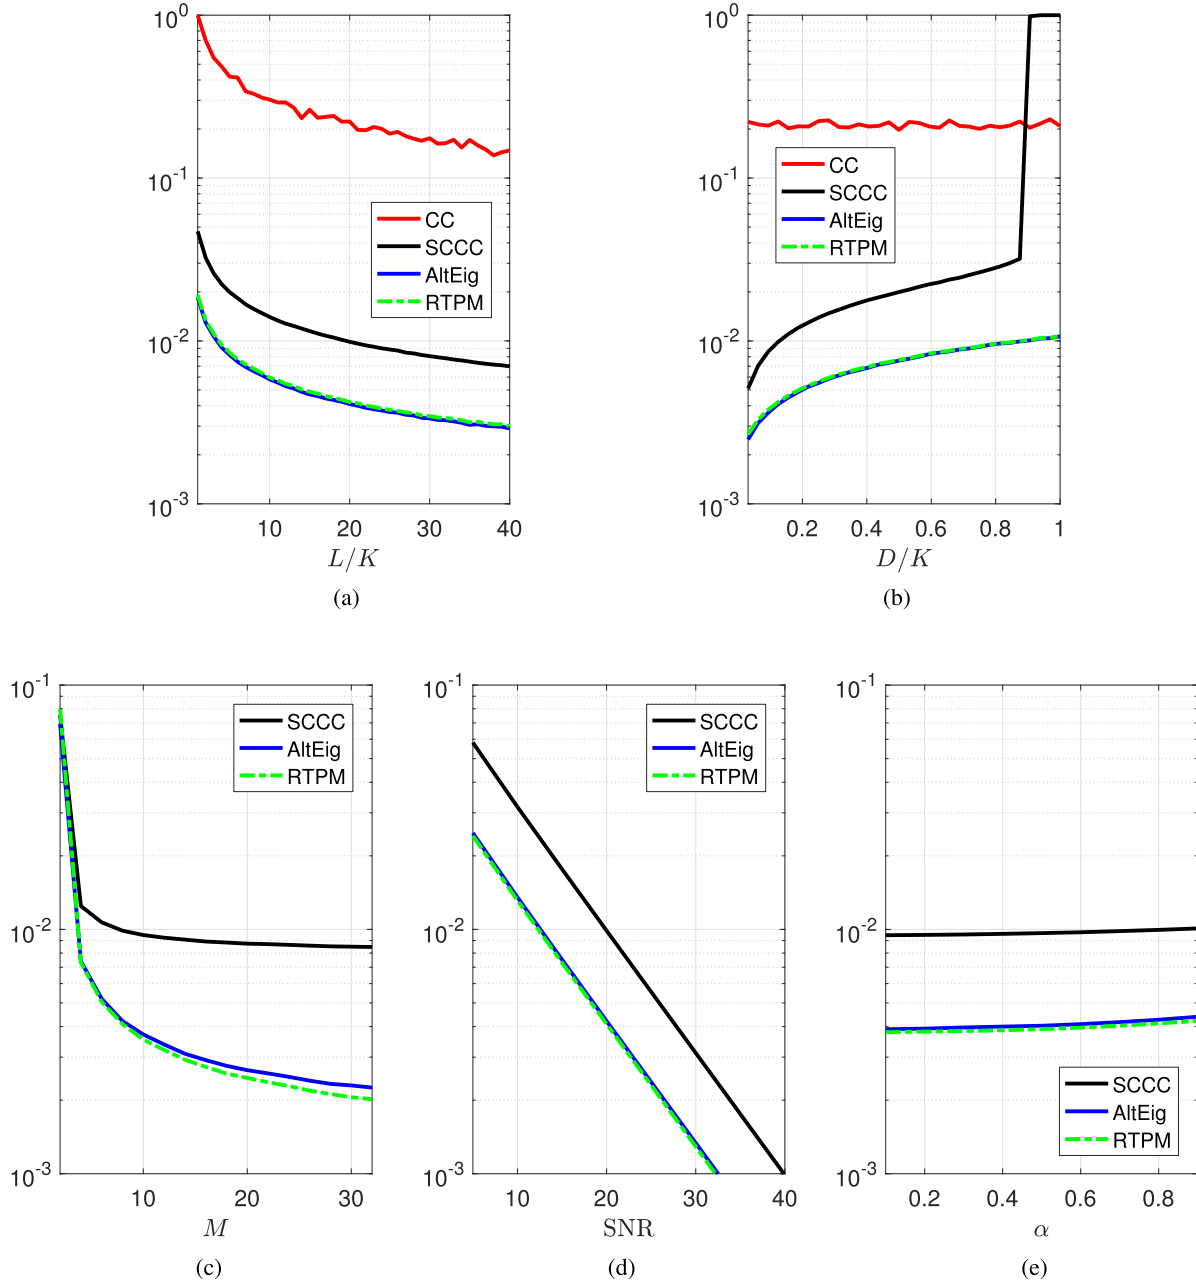 10^0
10^-1
10^-2
10^-3
CC
SCCC
AltEig
RTPM
10 20 30 40
L/K
(a)
10^0
10^-1
10^-2
10^-3
CC
SCCC
AltEig
RTPM
0.2 0.4 0.6 0.8 1
D/K
(b)
10^-1
10^-2
10^-3
SCCC
AltEig
RTPM
10 20 30
M
(c)
10^-1
10^-2
10^-3
SCCC
AltEig
RTPM
10 20 30 40
SNR
(d)
10^-1
10^-2
10^-3
SCCC
AltEig
RTPM
0.2 0.4 0.6 0.8
α
(e)